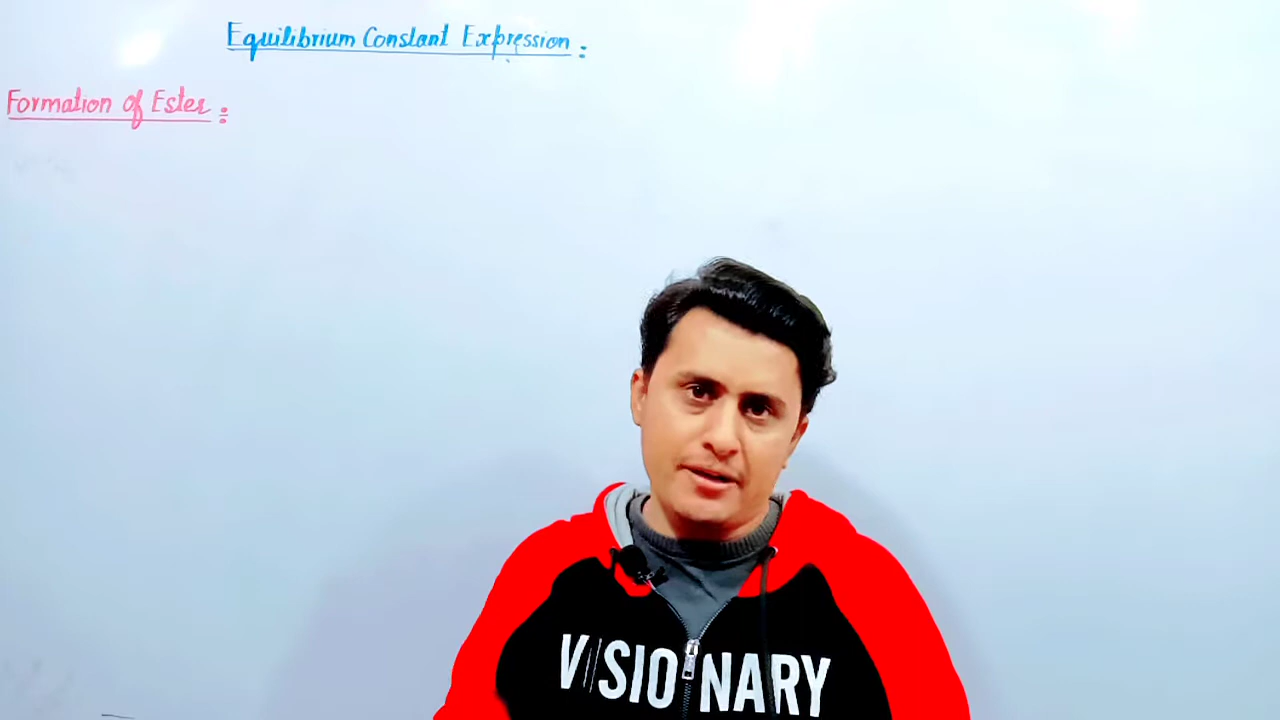 Equilibrium Constant Expression :
Formation of Ester :
VISIONARY